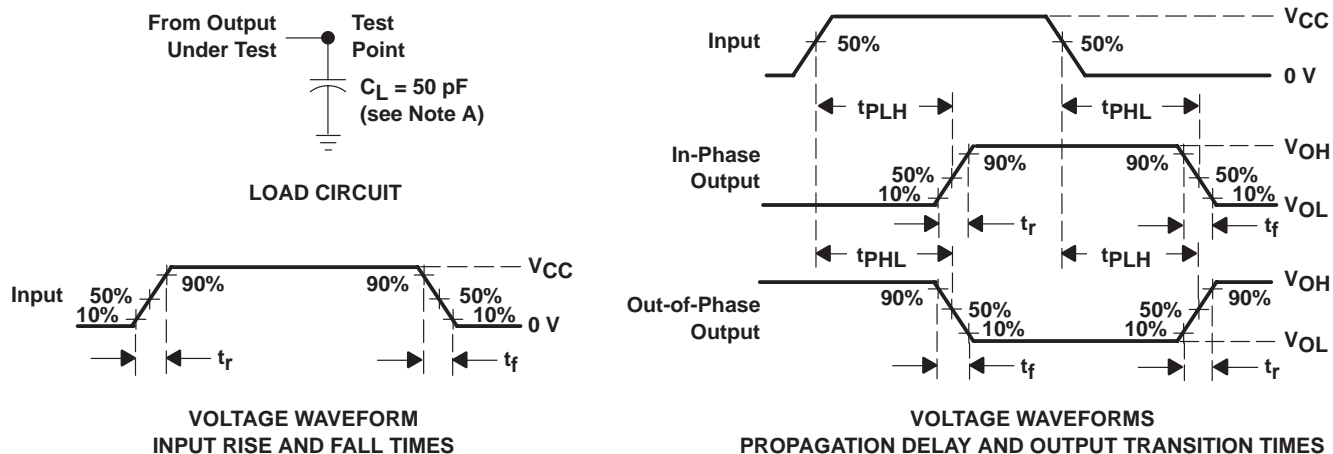 From Output
Under Test
Test
Point
CL = 50 pF
(see Note A)
LOAD CIRCUIT
Input
50%
10%
90%
90%
50%
10%
VCC
0 V
tr
tf
VOLTAGE WAVEFORM
INPUT RISE AND FALL TIMES
Input
50%
50%
VCC
0 V
tPLH
tPHL
In-Phase
Output
50%
10%
90%
90%
50%
10%
VOH
VOL
tr
tf
tPHL
tPLH
Out-of-Phase
Output
90%
50%
10%
50%
10%
90%
VOH
VOL
tf
tr
VOLTAGE WAVEFORMS
PROPAGATION DELAY AND OUTPUT TRANSITION TIMES